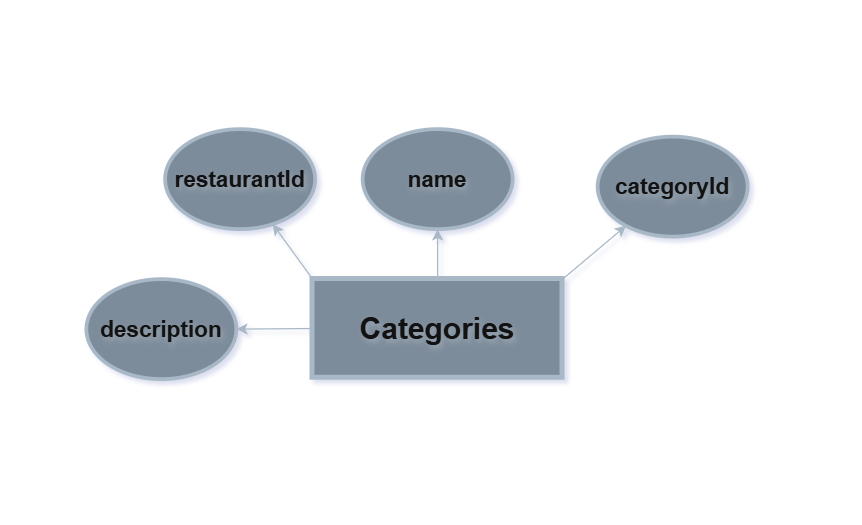 restaurantId
name
categoryId
description
Categories